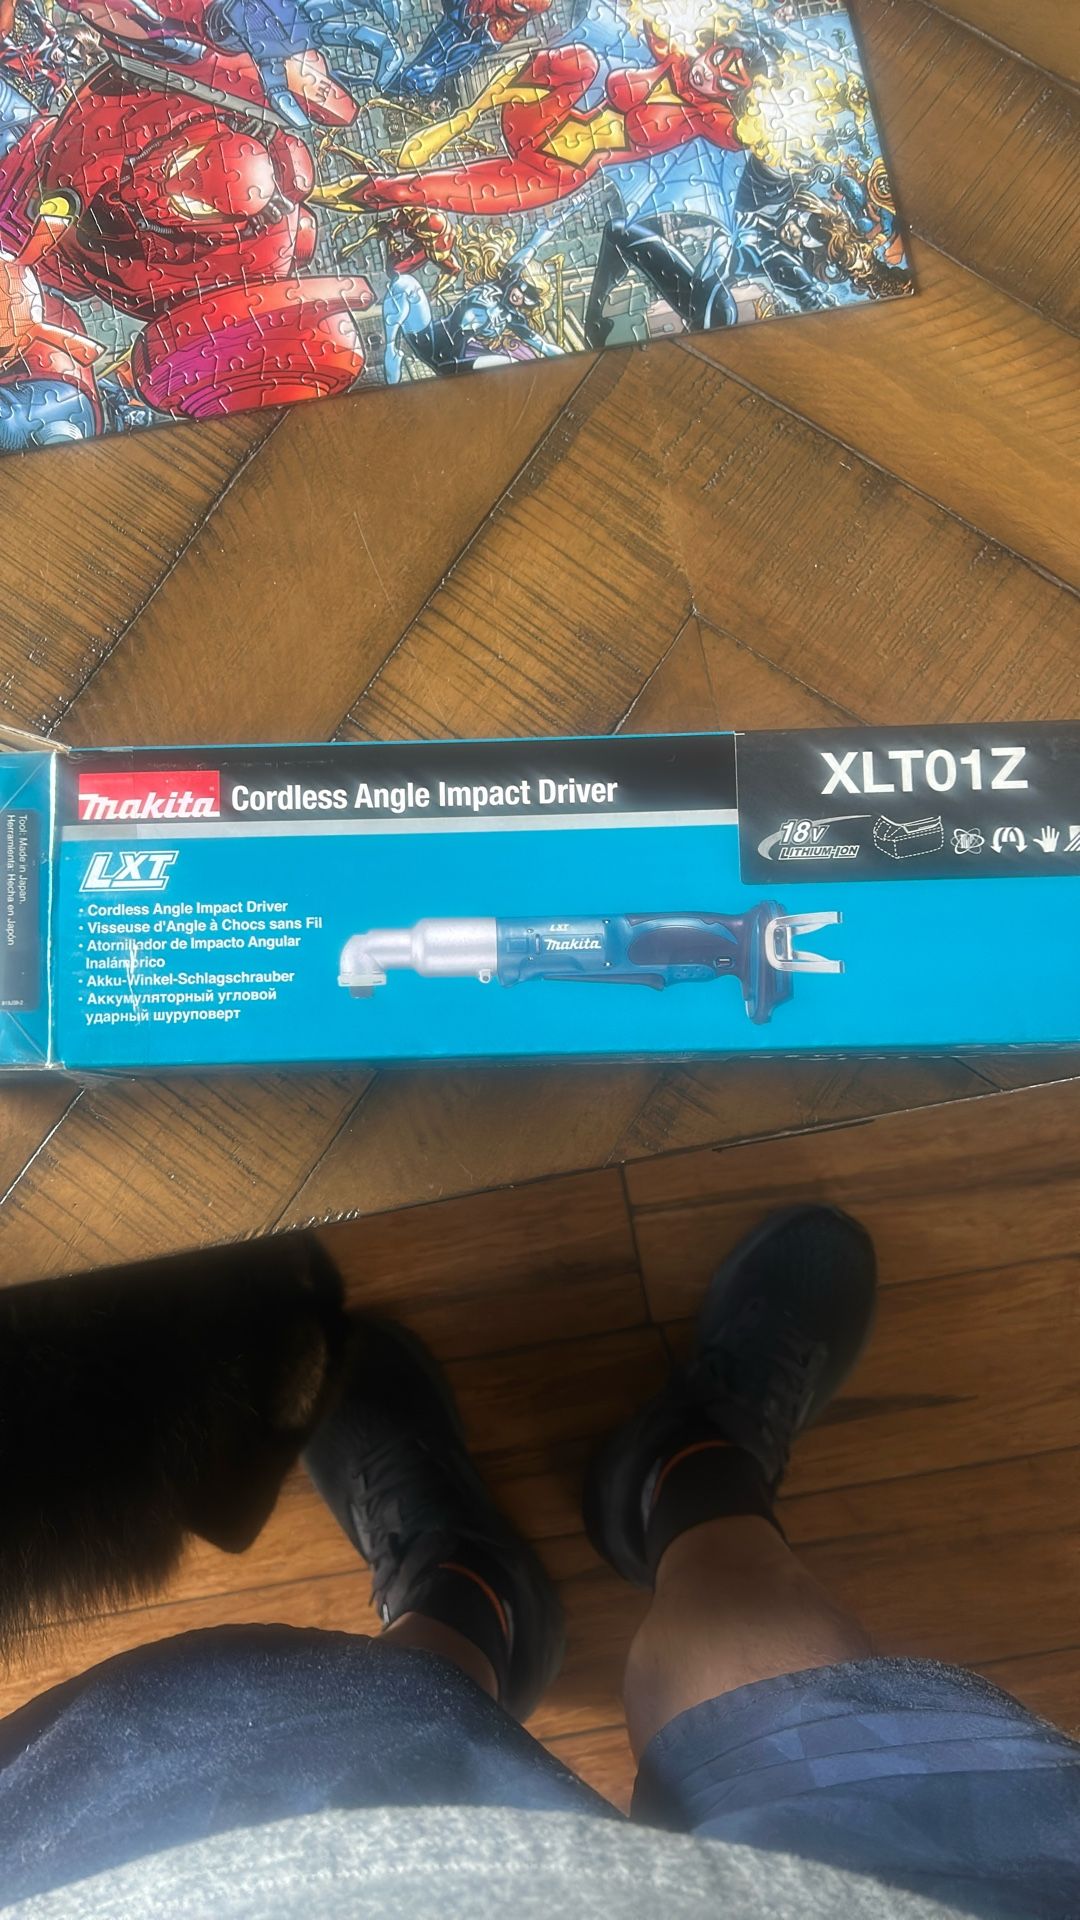 makita Cordless Angle Impact Driver
XLT01Z
18V
LITHIUM-ION
LXT
• Cordless Angle Impact Driver
• Visseuse d'Angle à Chocs sans Fil
• Atornillador de Impacto Angular
Inalámbrico
• Akku-Winkel-Schlagschrauber
• Аккумуляторный угловой
ударный шуруповерт
LXT
makita
Tool: Made in Japan.
Herramienta: Hecha en Japón